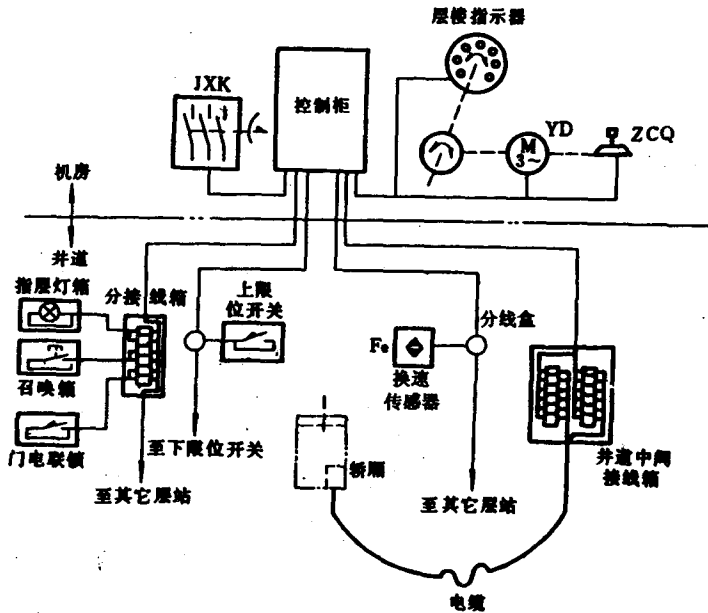 层楼指示器
JXK
控制柜
YD
ZCQ
M
3~
机房
井道
指层灯箱
分接线箱
上限
位开关
召唤箱
门电联锁
Fe
换速
传感器
分线盒
至下限位开关
轿厢
至其它层站
至其它层站
井道中间
接线箱
电缆